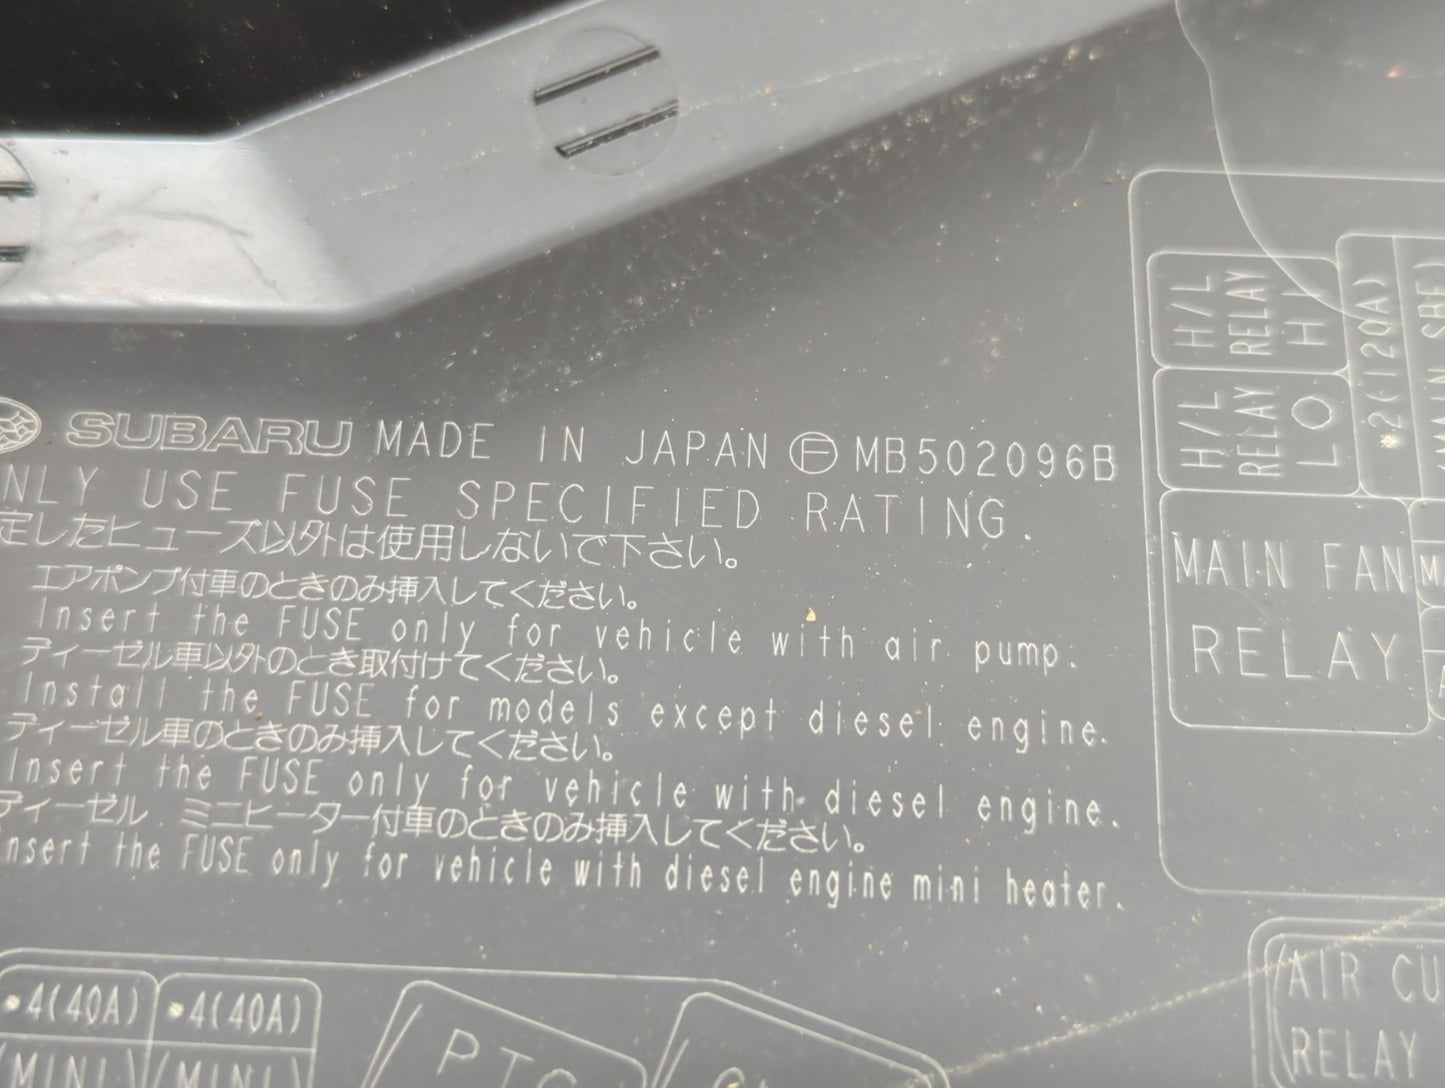 SUBARU MADE IN JAPAN Ⓕ MB502096B
NLY USE FUSE SPECIFIED RATING.
定したヒューズ以外は使用しないで下さい。
エアポンプ付車のときのみ挿入してください。
Insert the FUSE only for vehicle with air pump.
ディーゼル車以外のとき取付けてください。
Install the FUSE for models except diesel engine.
ディーゼル車のときのみ挿入してください。
Insert the FUSE only for vehicle with diesel engine.
ディーゼル ミニヒーター付車のときのみ挿入してください。
Insert the FUSE only for vehicle with diesel engine mini heater.
H/L
RELAY
HI
H/L
RELAY
LO
*2(120A)
(MAIN SBF)
MAIN FAN
RELAY
AIR CU
RELAY
*4(40A)
(MINI)
*4(40A)
(MINI)
PTC